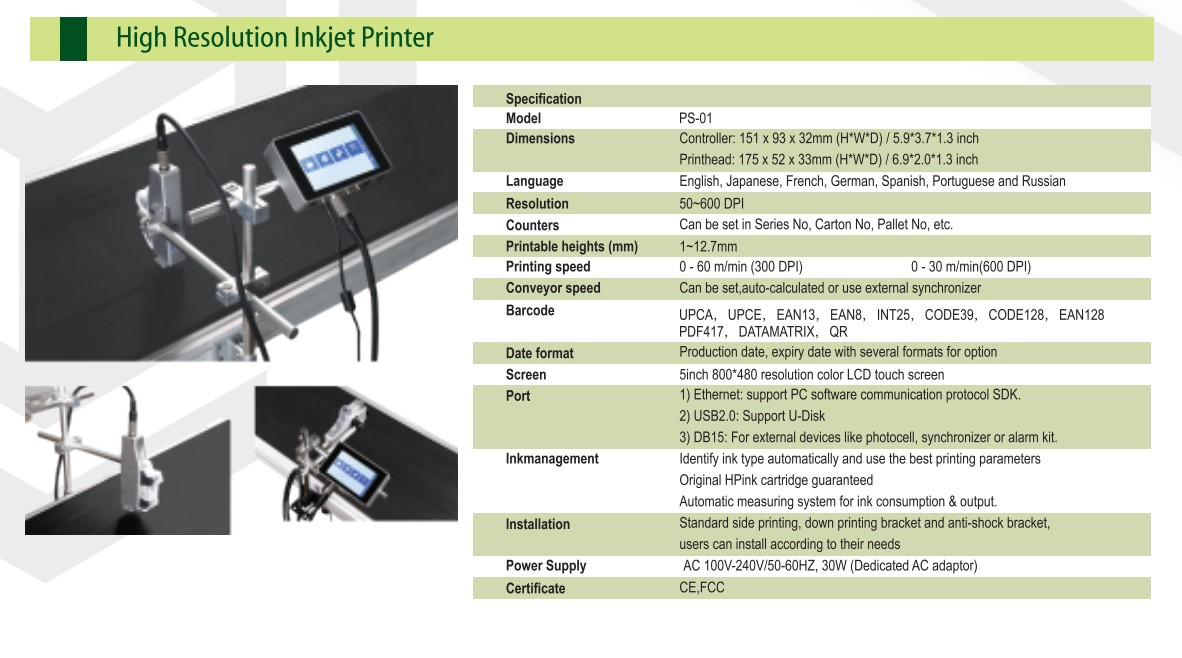 High Resolution Inkjet Printer
Specification
Model PS-01
Dimensions Controller: 151 x 93 x 32mm (H*W*D) / 5.9*3.7*1.3 inch
Printhead: 175 x 52 x 33mm (H*W*D) / 6.9*2.0*1.3 inch
Language English, Japanese, French, German, Spanish, Portuguese and Russian
Resolution 50~600 DPI
Counters Can be set in Series No, Carton No, Pallet No, etc.
Printable heights (mm) 1~12.7mm
Printing speed 0 - 60 m/min (300 DPI) 0 - 30 m/min(600 DPI)
Conveyor speed Can be set,auto-calculated or use external synchronizer
Barcode UPCA, UPCE, EAN13, EAN8, INT25, CODE39, CODE128, EAN128
PDF417, DATAMATRIX, QR
Date format Production date, expiry date with several formats for option
Screen 5inch 800*480 resolution color LCD touch screen
Port 1) Ethernet: support PC software communication protocol SDK.
2) USB2.0: Support U-Disk
3) DB15: For external devices like photocell, synchronizer or alarm kit.
Inkmanagement Identify ink type automatically and use the best printing parameters
Original HPink cartridge guaranteed
Automatic measuring system for ink consumption & output.
Installation Standard side printing, down printing bracket and anti-shock bracket,
users can install according to their needs
Power Supply AC 100V-240V/50-60HZ, 30W (Dedicated AC adaptor)
Certificate CE,FCC